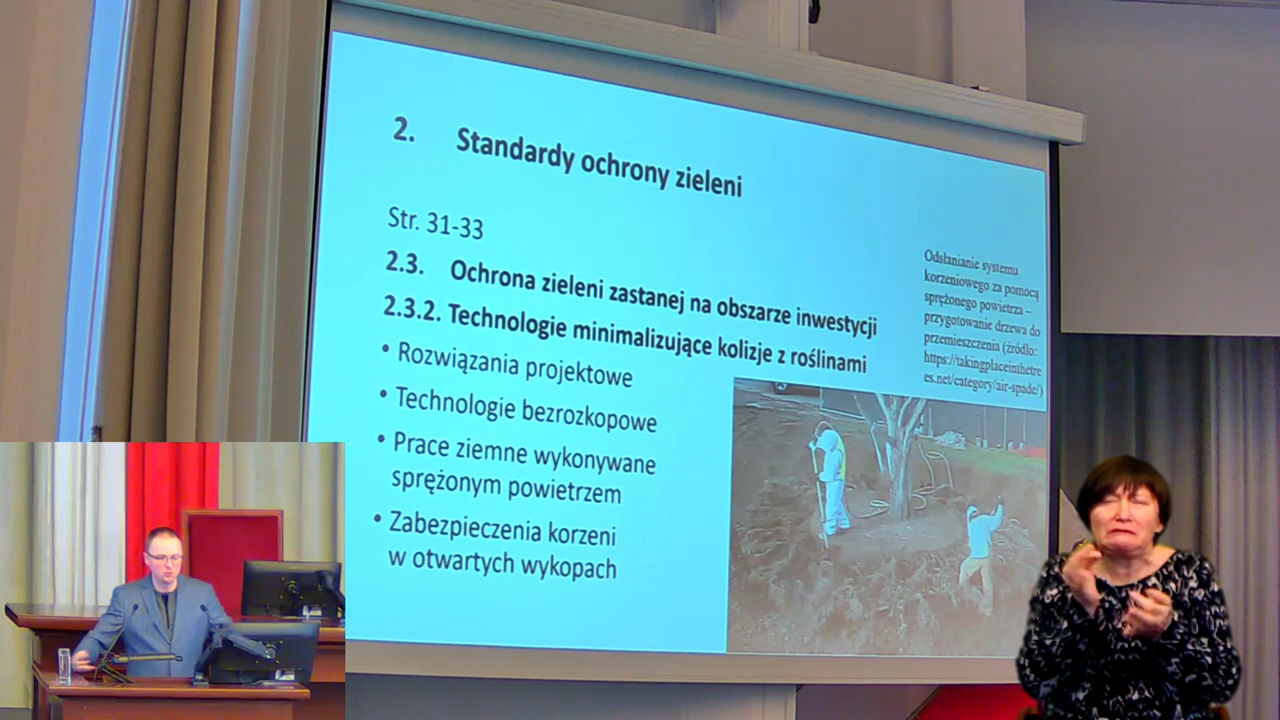 2. Standardy ochrony zieleni
Str. 31-33
2.3. Ochrona zieleni zastanej na obszarze inwestycji
2.3.2. Technologie minimalizujące kolizje z roślinami
• Rozwiązania projektowe
• Technologie bezrozkopowe
• Prace ziemne wykonywane
sprężonym powietrzem
• Zabezpieczenia korzeni
w otwartych wykopach
Odsłanianie systemu
korzeniowego za pomocą
sprężonego powietrza –
przygotowanie drzewa do
przemieszczenia (źródło:
https://takingplaceinthetre
es.net/category/air-spade/)